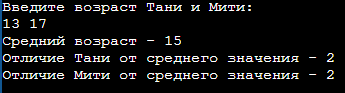 Введите возраст Тани и Мити:
13 17
Средний возраст - 15
Отличие Тани от среднего значения - 2
Отличие Мити от среднего значения - 2